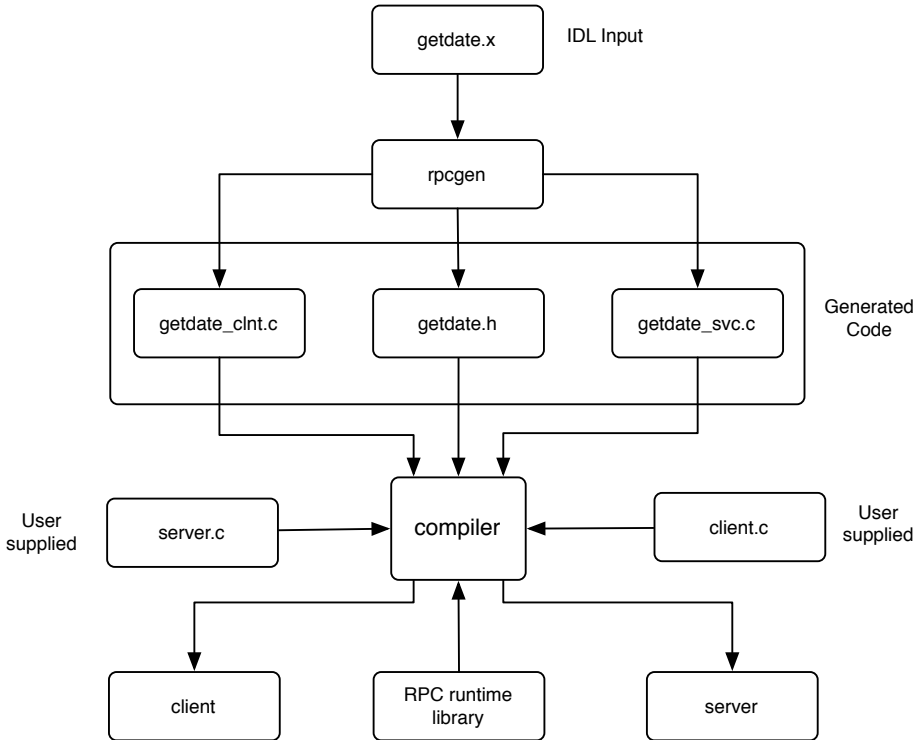 getdate.x
IDL Input
rpcgen
getdate_clnt.c
getdate.h
getdate_svc.c
Generated
Code
User
supplied
server.c
compiler
client.c
User
supplied
client
RPC runtime
library
server